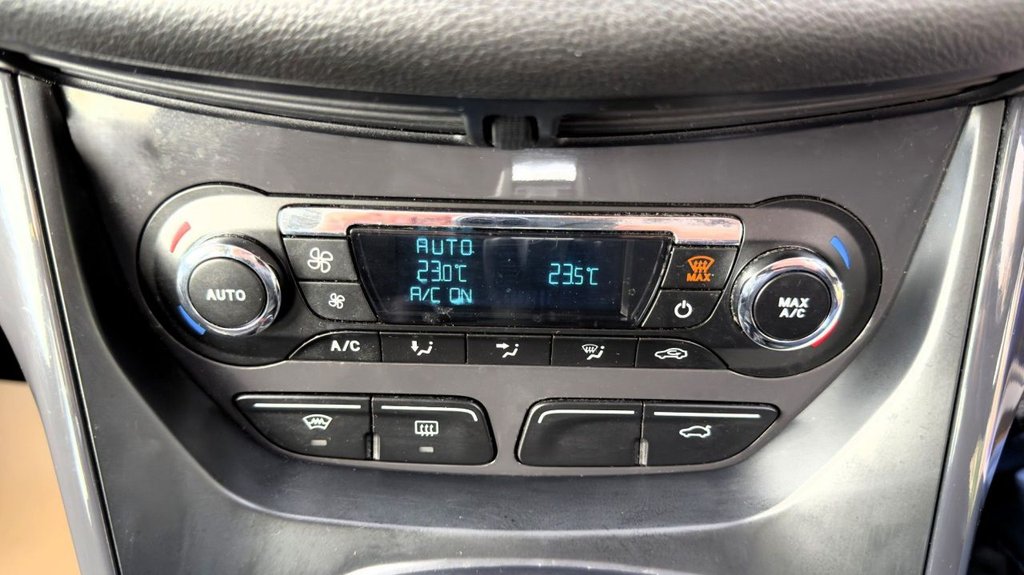 AUTO
23.0°C 23.5°C
A/C ON
AUTO
MAX
MAX
A/C
A/C